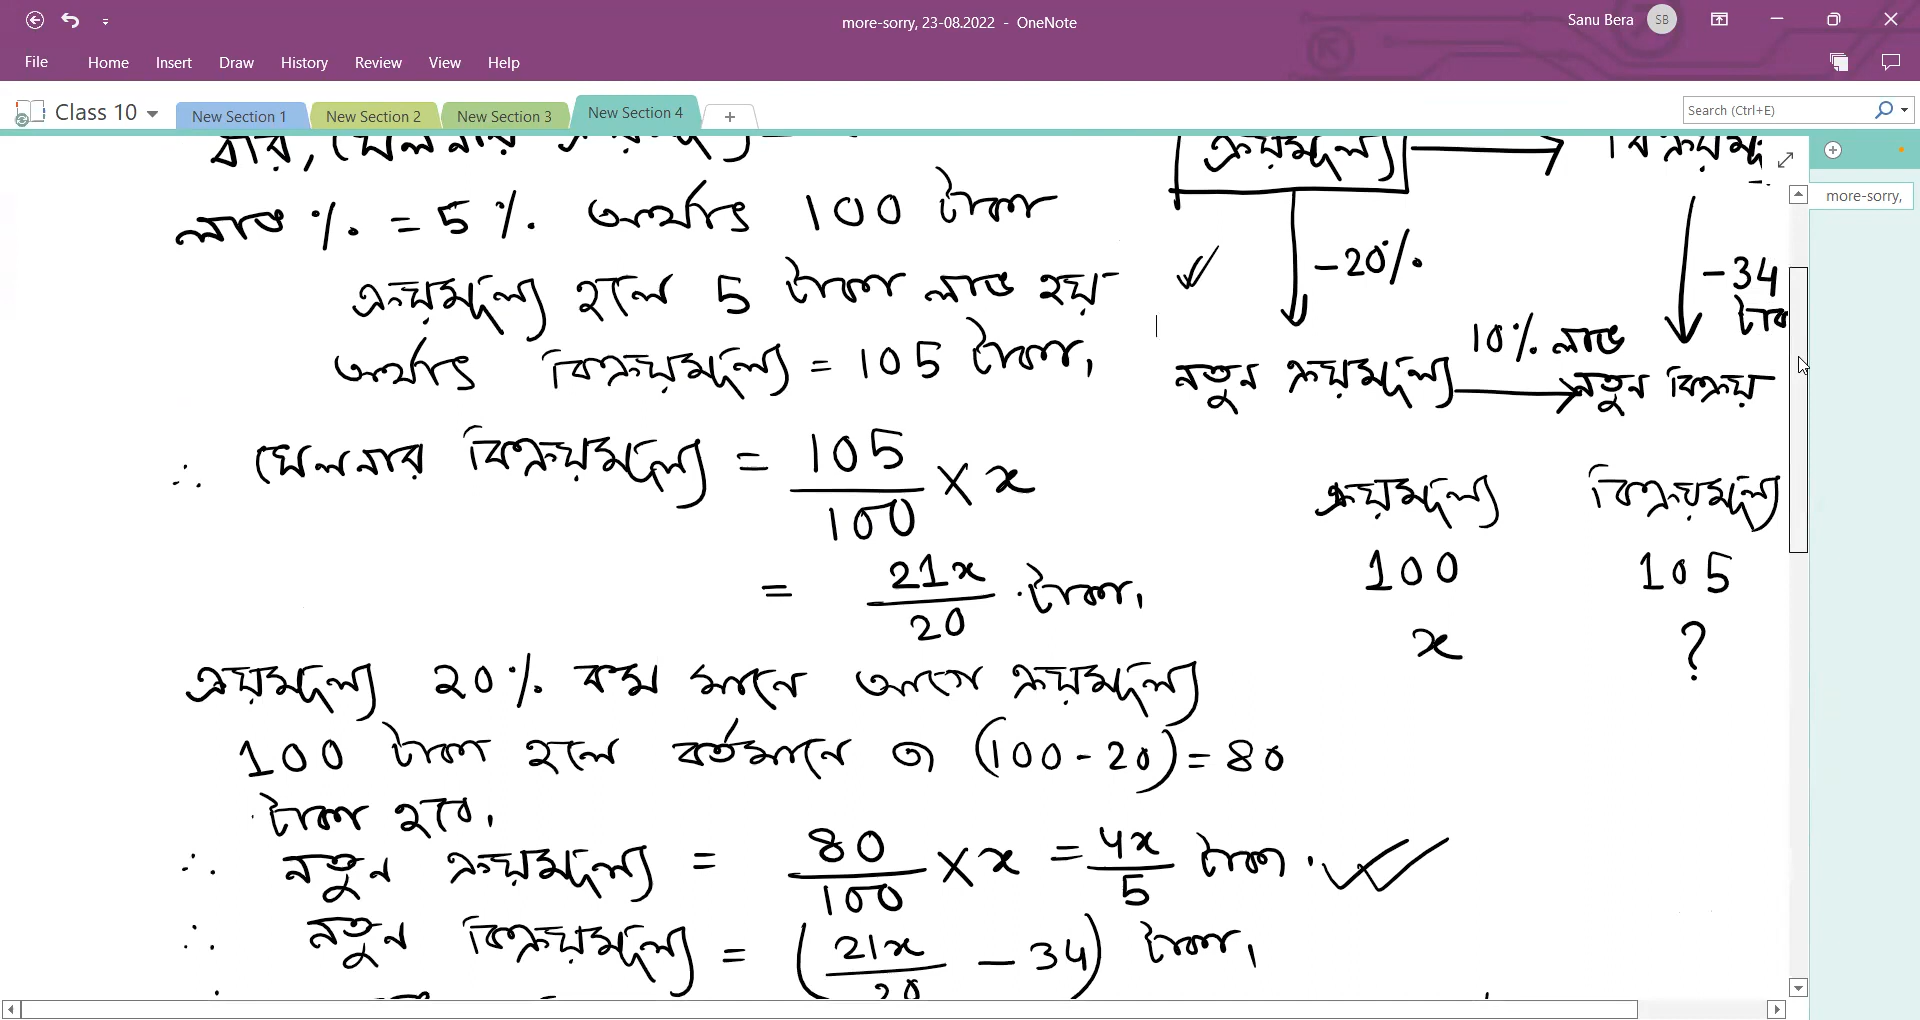 more-sorry, 23-08.2022 - OneNote
Sanu Bera
SB
File Home Insert Draw History Review View Help
Class 10
New Section 1
New Section 2
New Section 3
New Section 4
Search (Ctrl+E)
more-sorry,
লাভ % = 5 %. অর্থাৎ 100 টাকা
ক্রয়মূল্য হলে 5 টাকা লাভ হয়
অর্থাৎ বিক্রয়মূল্য = 105 টাকা,
∴ খেলনার বিক্রয়মূল্য = 105/100 × x
= 21x/20 টাকা,
ক্রয়মূল্য 20% কম মানে আগে ক্রয়মূল্য
100 টাকা হলে বর্তমানে তা (100-20) = 80
টাকা হবে,
∴ নতুন ক্রয়মূল্য = 80/100 × x = 4x/5 টাকা.
∴ নতুন বিক্রয়মূল্য = (21x/20 - 34) টাকা,
ক্রয়মূল্য
-20%
-34
10% লাভ
নতুন ক্রয়মূল্য
নতুন বিক্রয়
ক্রয়মূল্য বিক্রয়মূল্য
100 105
x ?